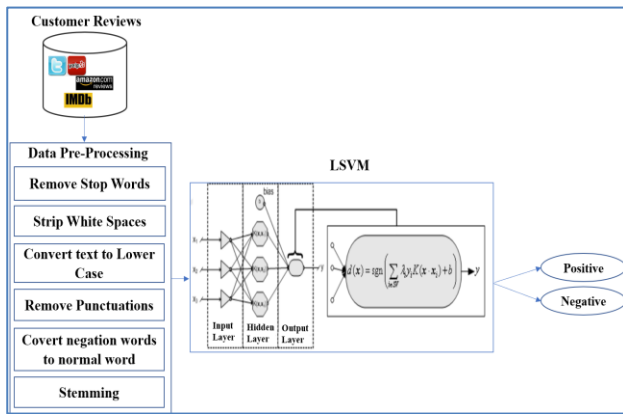 Customer Reviews
yelp
amazon.com
reviews
IMDb
Data Pre-Processing
Remove Stop Words
Strip White Spaces
Convert text to Lower
Case
Remove Punctuations
Covert negation words
to normal word
Stemming
LSVM
bias
Input
Layer
Hidden
Layer
Output
Layer
y
Positive
Negative